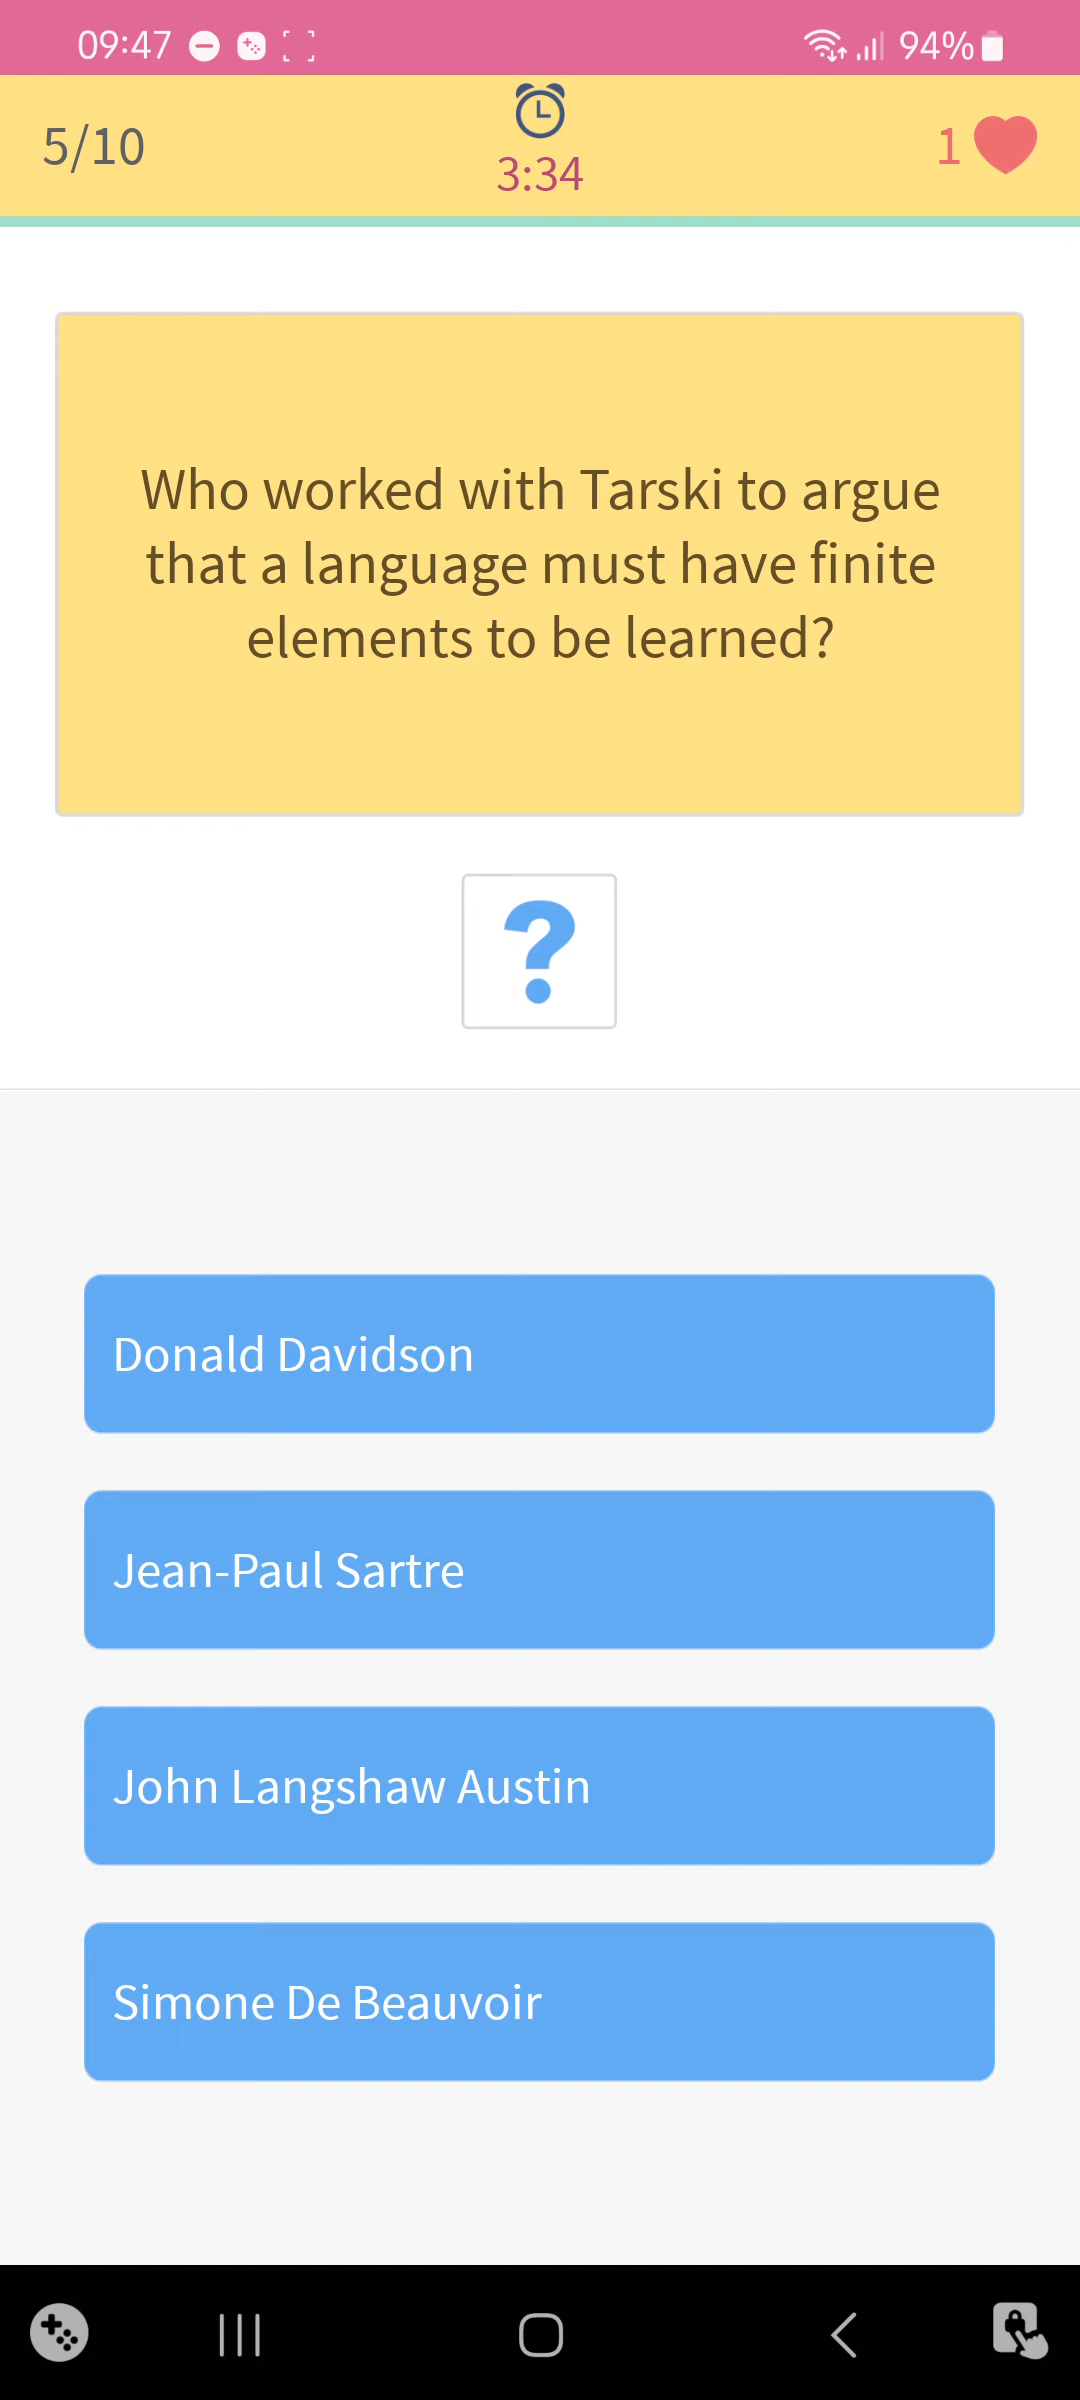 09:47
94%
5/10
3:34
1
Who worked with Tarski to argue
that a language must have finite
elements to be learned?
?
Donald Davidson
Jean-Paul Sartre
John Langshaw Austin
Simone De Beauvoir